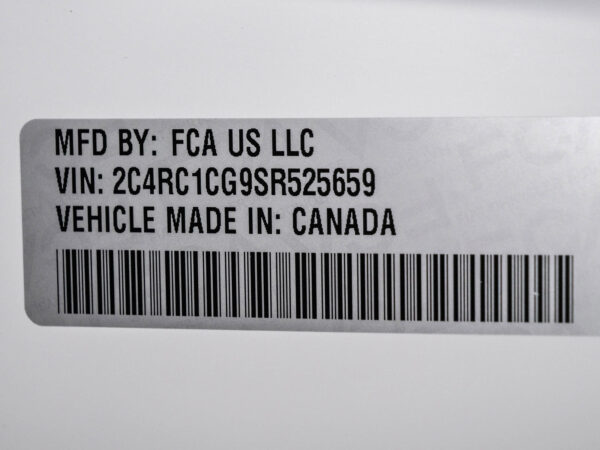 MFD BY: FCA US LLC
VIN: 2C4RC1CG9SR525659
VEHICLE MADE IN: CANADA